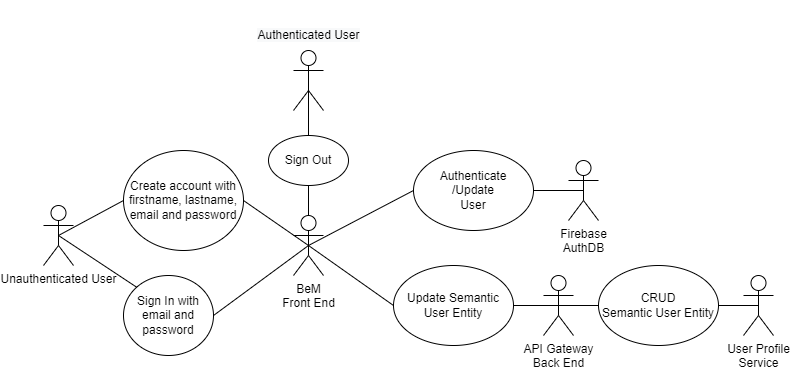 Authenticated User
Sign Out
Create account with
firstname, lastname,
email and password
Authenticate
/Update
User
Firebase
AuthDB
Unauthenticated User
BeM
Front End
Sign In with
email and
password
Update Semantic
User Entity
CRUD
Semantic User Entity
API Gateway
Back End
User Profile
Service